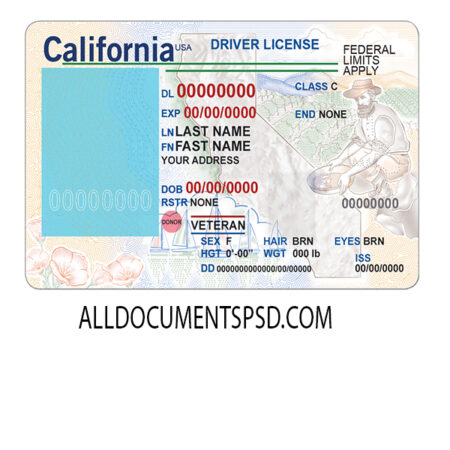 California USA DRIVER LICENSE
FEDERAL
LIMITS
APPLY
DL 00000000 CLASS C
EXP 00/00/0000 END NONE
LN LAST NAME
FN FAST NAME
YOUR ADDRESS
DOB 00/00/0000
RSTR NONE
00000000
00000000
DONOR
VETERAN
SEX F HAIR BRN EYES BRN
HGT 0'-00" WGT 000 lb
ISS
DD 0000000000000/00/0000 00/00/0000
ALLDOCUMENTSPSD.COM